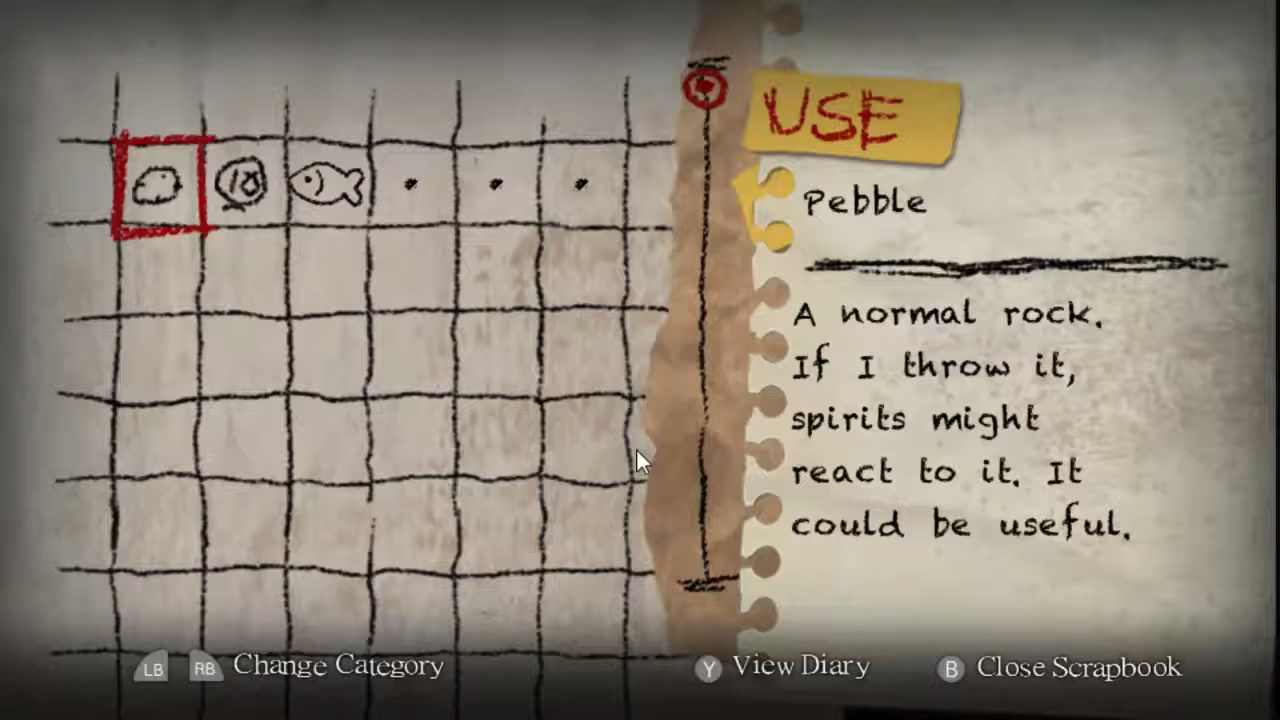 USE
10
Pebble
A normal rock.
If I throw it,
spirits might
react to it. It
could be useful.
LB RB Change Category Y View Diary B Close Scrapbook